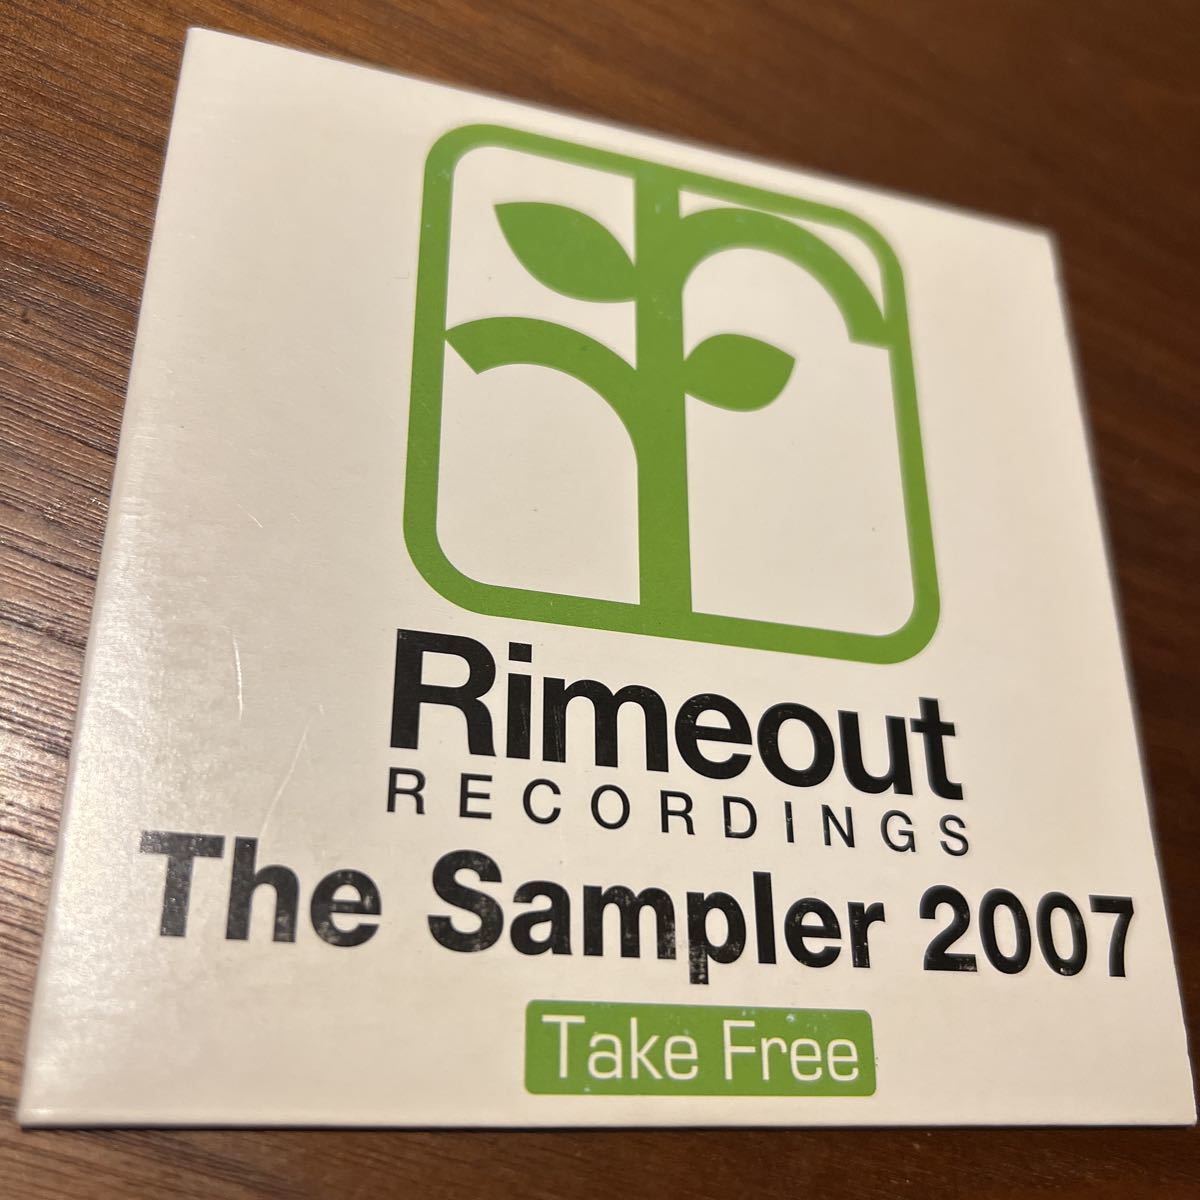 Rimeout
RECORDINGS
The Sampler 2007
Take Free